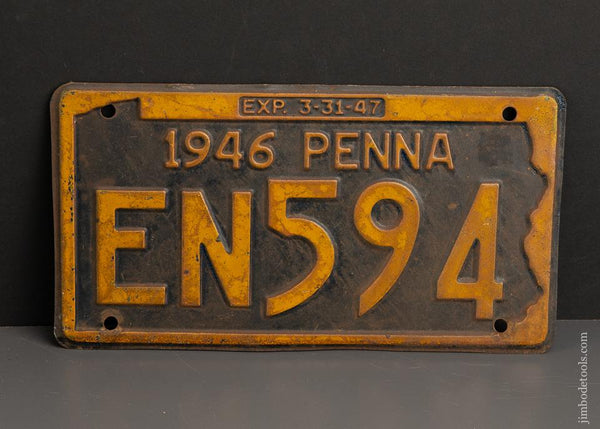 EXP. 3-31-47
1946 PENNA
EN594
jimbodetools.com